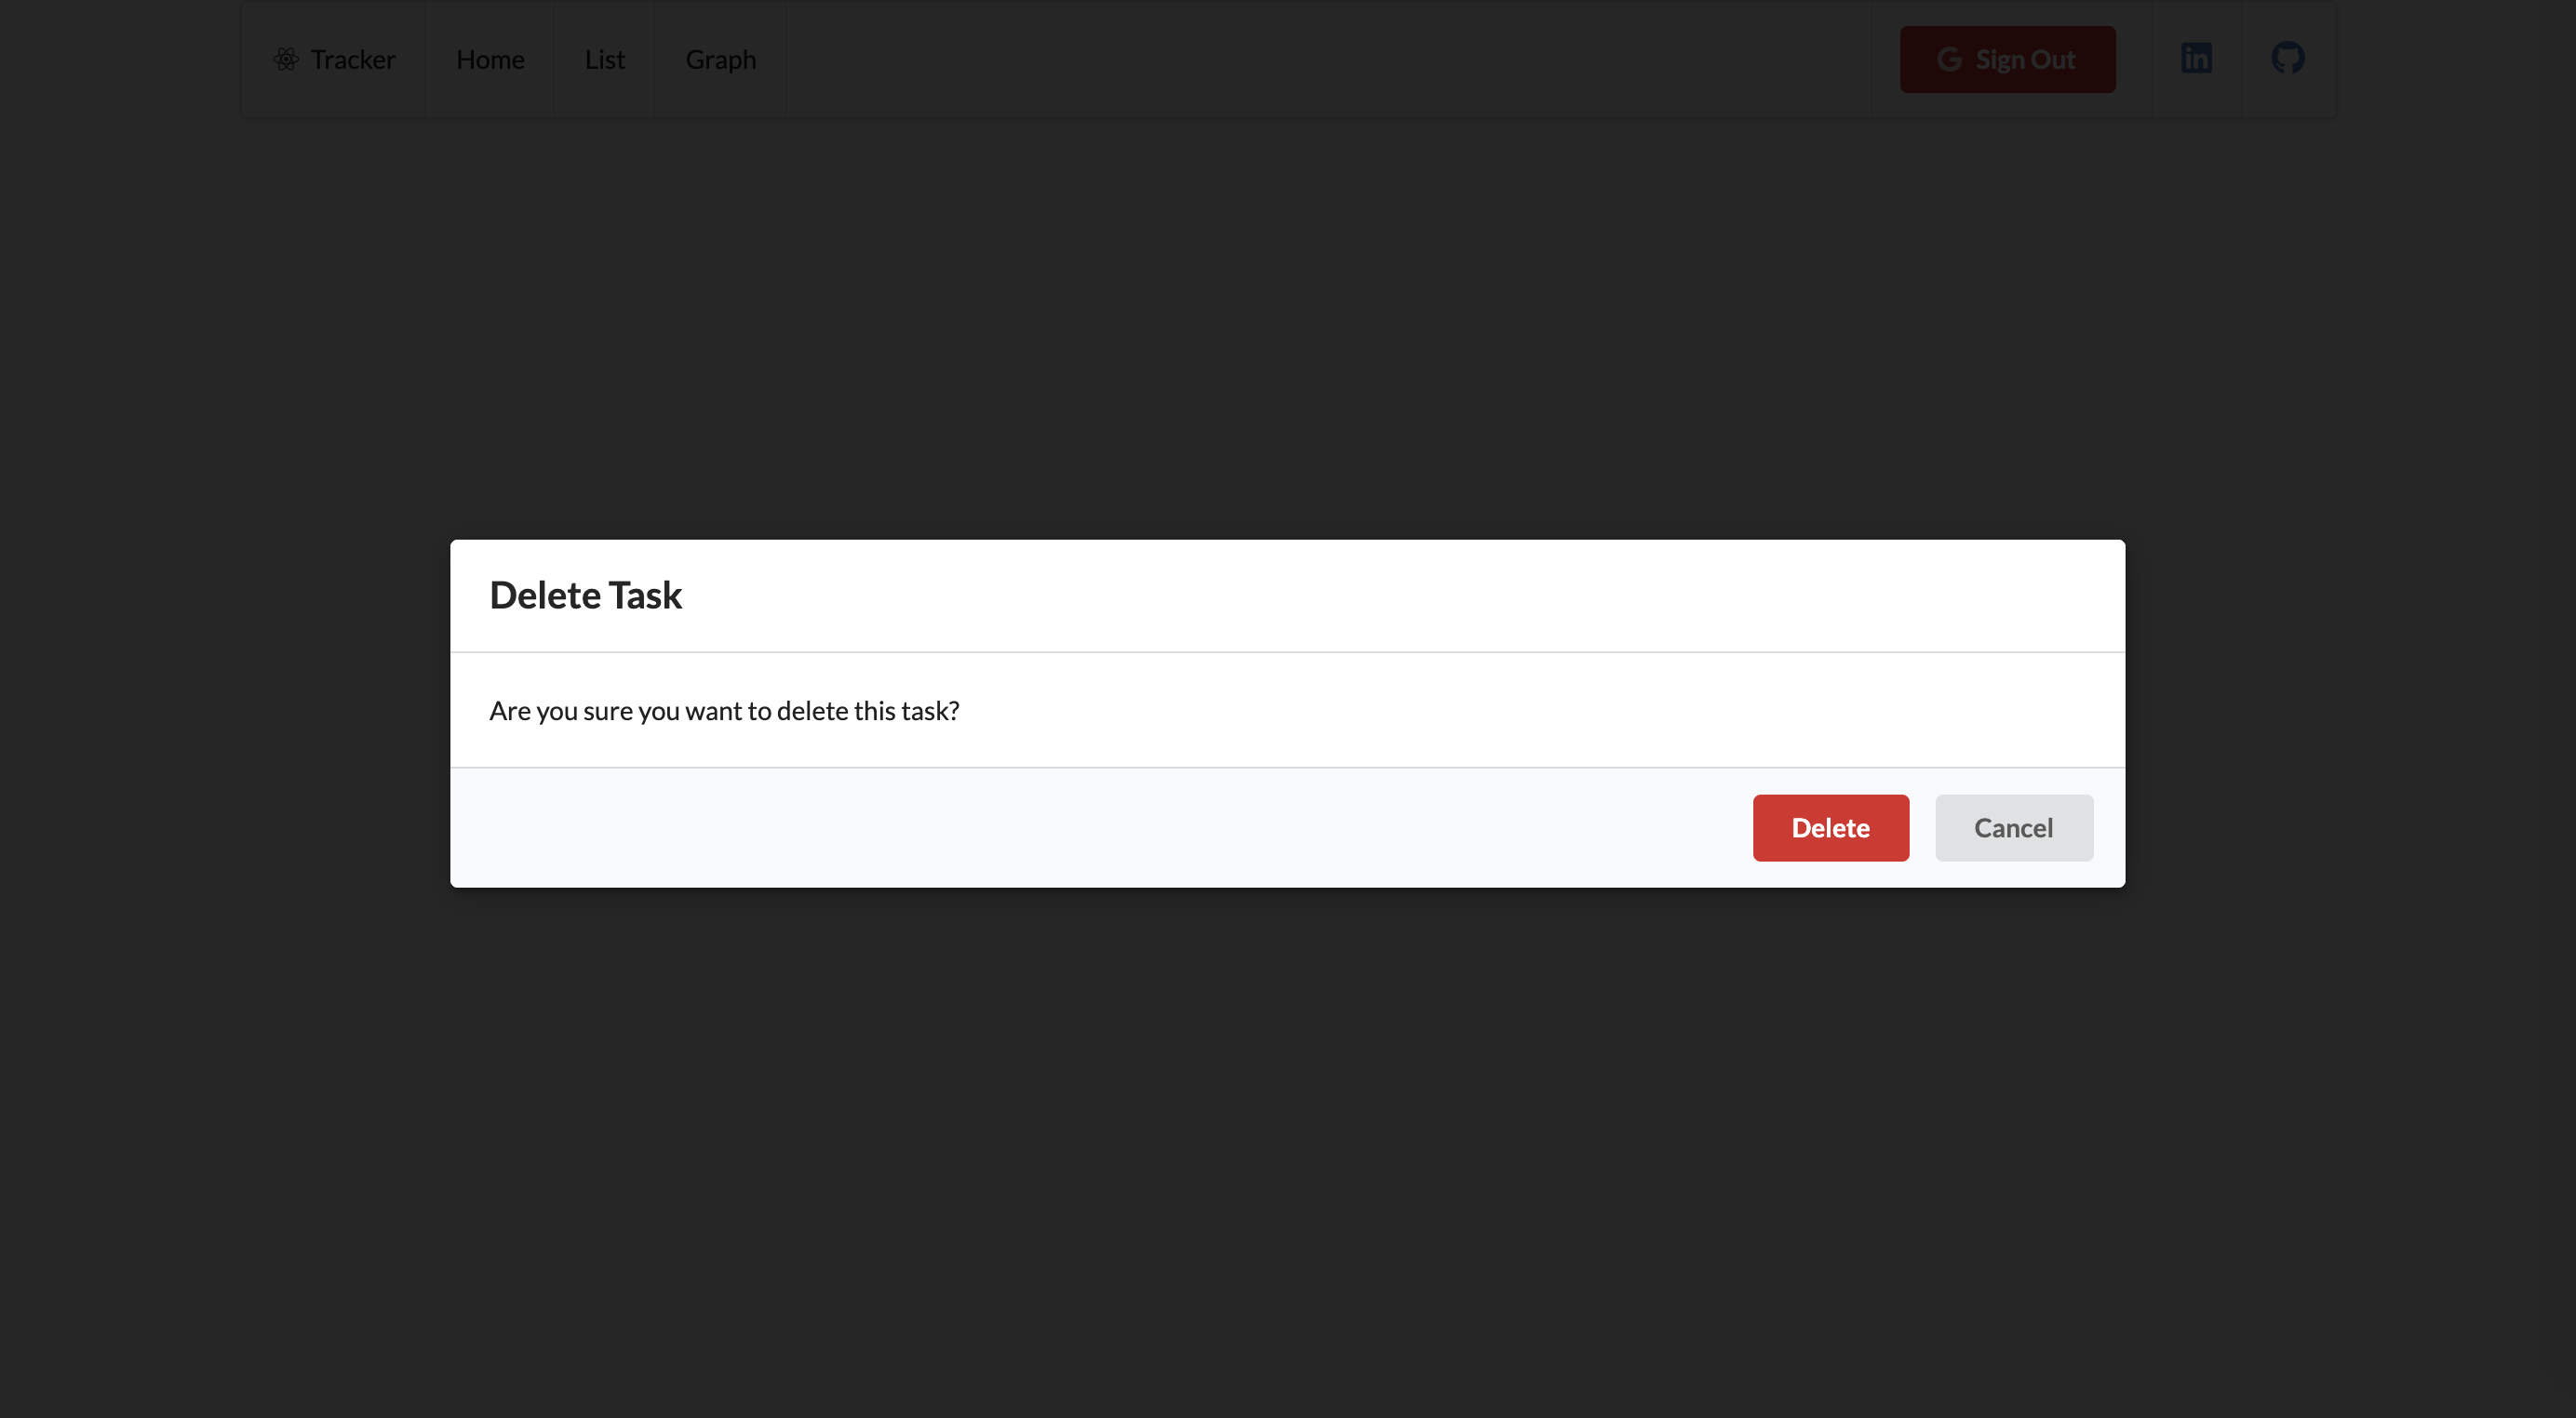 Tracker Home List Graph Sign Out
Delete Task
Are you sure you want to delete this task?
Delete Cancel